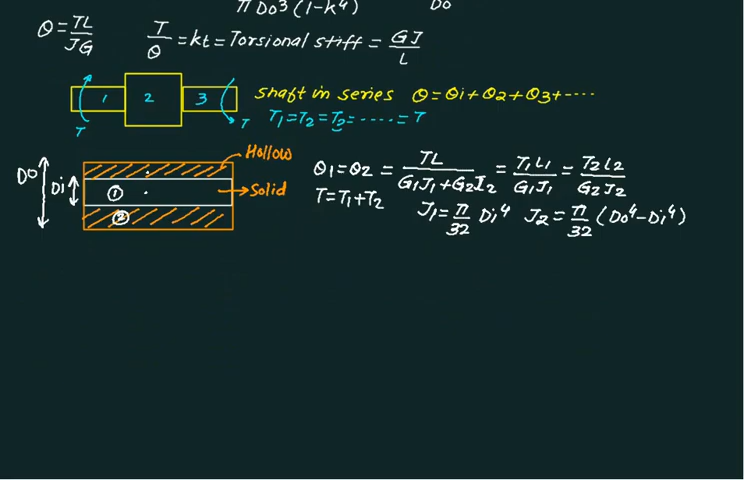 π Do³ (1-k⁴) Do
θ = TL/JG T/θ = kt = Torsional stiff = GJ/L
1 2 3 T T shaft in series θ = θ1 + θ2 + θ3 + ....
T1 = T2 = T2 = ..... = T
Do Di Hollow Solid ① ②
θ1 = θ2 = TL/(G1J1 + G2J2) = T1L1/G1J1 = T2L2/G2J2
T = T1 + T2 J1 = π/32 Di⁴ J2 = π/32 (Do⁴ - Di⁴)